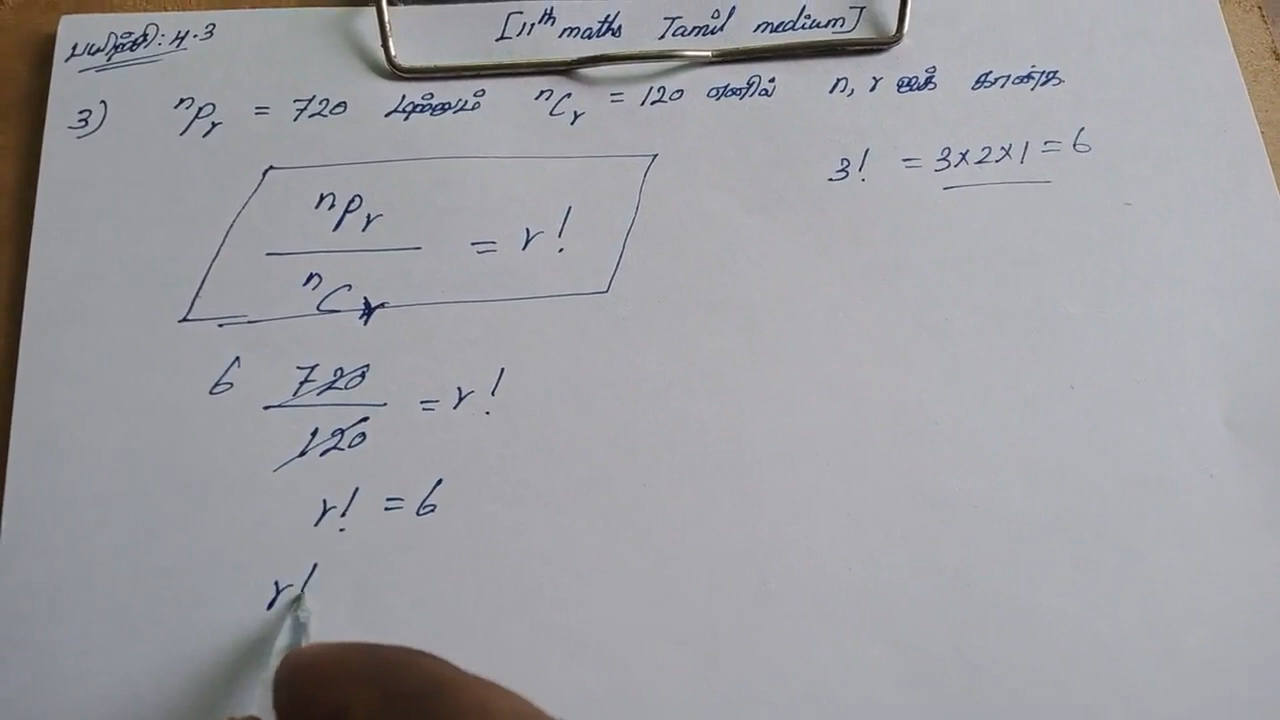 [11th maths Tamil medium]
பயிற்சி: 4.3
3) nPr = 720 மற்றும் nCr = 120 எனில் n, r ஐக் காண்க
3! = 3×2×1 = 6
nPr / nCr = r!
6 720 / 120 = r!
r! = 6
r!